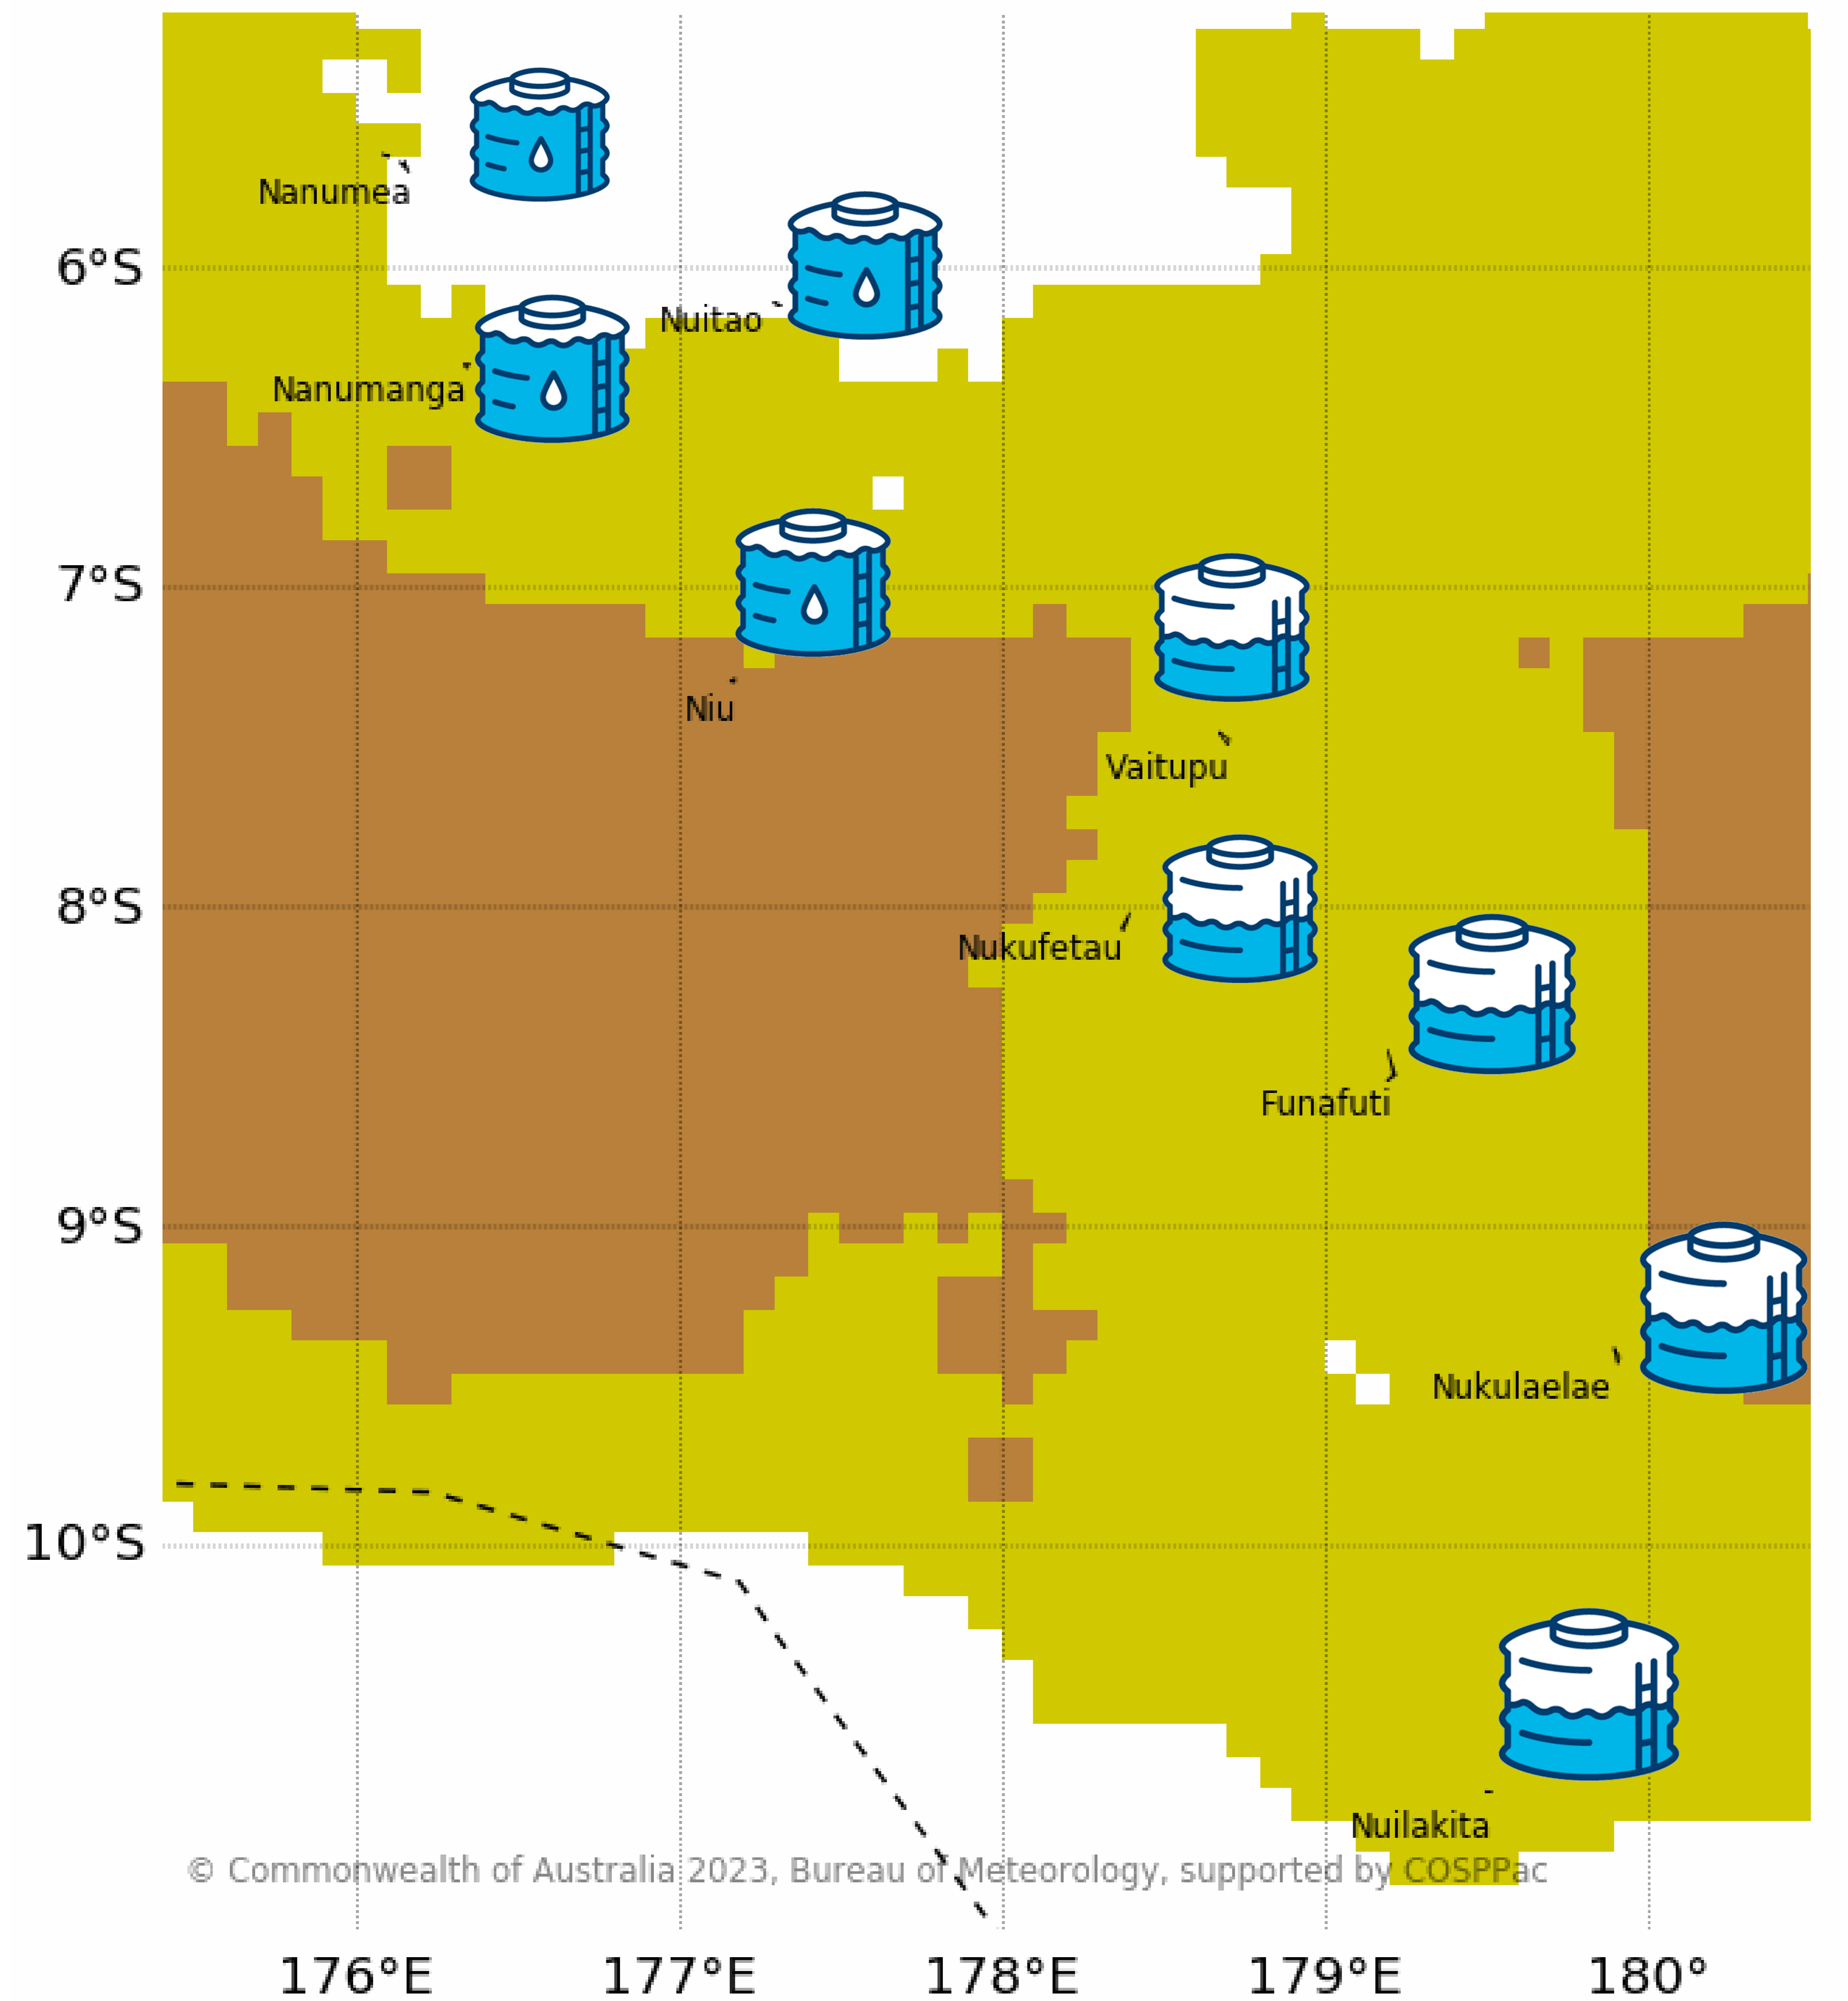 Nanumea
6°S
Nuitao
Nanumanga
7°S
Niu
Vaitupu
8°S
Nukufetau
Funafuti
9°S
Nukulaelae
10°S
Nuilakita
© Commonwealth of Australia 2023, Bureau of Meteorology, supported by COSPPac
176°E 177°E 178°E 179°E 180°